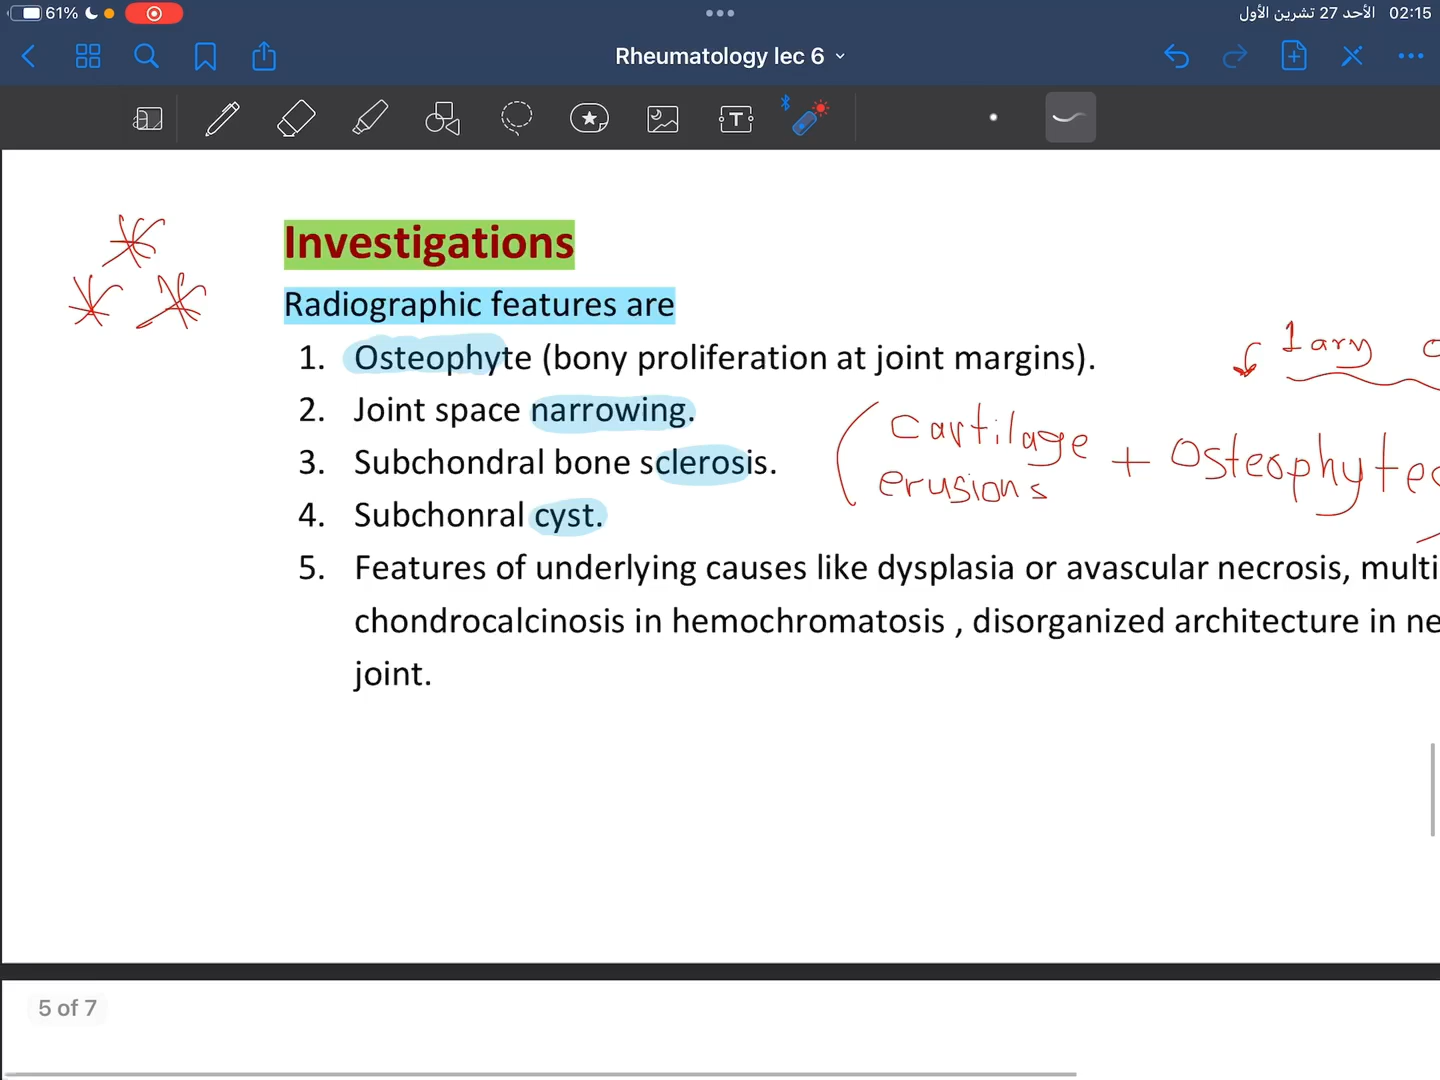 61%
الأحد 27 تشرين الأول 02:15
Rheumatology lec 6
T
Investigations
Radiographic features are
1. Osteophyte (bony proliferation at joint margins).
1ary
2. Joint space narrowing.
cartilage
3. Subchondral bone sclerosis.
+ Osteophytes
erusions
4. Subchonral cyst.
5. Features of underlying causes like dysplasia or avascular necrosis, multi
chondrocalcinosis in hemochromatosis , disorganized architecture in ne
joint.
5 of 7